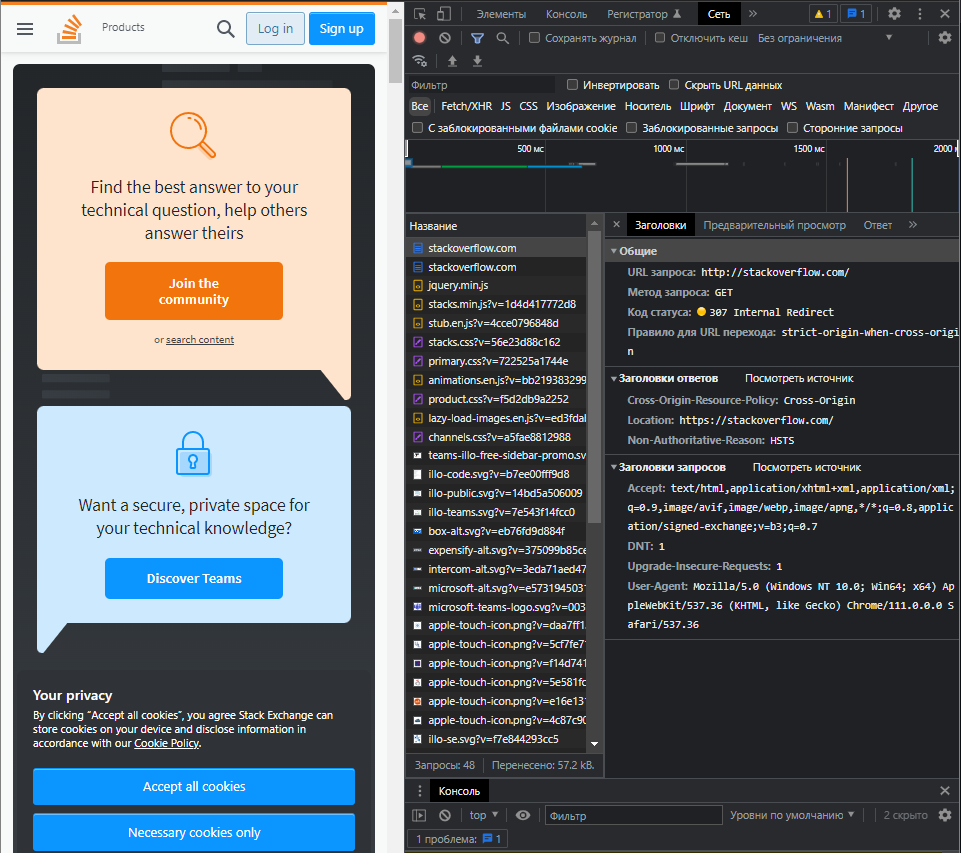 Products
Log in
Sign up
Find the best answer to your
technical question, help others
answer theirs
Join the
community
or search content
Want a secure, private space for
your technical knowledge?
Discover Teams
Your privacy
By clicking “Accept all cookies”, you agree Stack Exchange can
store cookies on your device and disclose information in
accordance with our Cookie Policy.
Accept all cookies
Necessary cookies only
Элементы Консоль Регистратор Сеть » 1 1
Сохранять журнал Отключить кеш Без ограничения
Фильтр Инвертировать Скрыть URL данных
Все Fetch/XHR JS CSS Изображение Носитель Шрифт Документ WS Wasm Манифест Другое
С заблокированными файлами cookie Заблокированные запросы Сторонние запросы
500 мс 1000 мс 1500 мс 2000 м
Название
stackoverflow.com
stackoverflow.com
jquery.min.js
stacks.min.js?v=1d4d417772d8
stub.en.js?v=4cce0796848d
stacks.css?v=56e23d88c162
primary.css?v=722525a1744e
animations.en.js?v=bb219383299
product.css?v=f5d2db9a2252
lazy-load-images.en.js?v=ed3fdal
channels.css?v=a5fae8812988
teams-illo-free-sidebar-promo.sv
illo-code.svg?v=b7ee00fff9d8
illo-public.svg?v=14bd5a506009
illo-teams.svg?v=7e543f14fcc0
box-alt.svg?v=eb76fd9d884f
expensify-alt.svg?v=375099b85ce
intercom-alt.svg?v=3eda71aed47
microsoft-alt.svg?v=e573194503
microsoft-teams-logo.svg?v=003
apple-touch-icon.png?v=daa7ff1
apple-touch-icon.png?v=5cf7fe7
apple-touch-icon.png?v=f14d741
apple-touch-icon.png?v=5e581fc
apple-touch-icon.png?v=e16e131
apple-touch-icon.png?v=4c87c90
illo-se.svg?v=f7e844293cc5
Запросы: 48 Перенесено: 57.2 kB.
× Заголовки Предварительный просмотр Ответ »
Общие
URL запроса: http://stackoverflow.com/
Метод запроса: GET
Код статуса: 307 Internal Redirect
Правило для URL перехода: strict-origin-when-cross-origi
n
Заголовки ответов Посмотреть источник
Cross-Origin-Resource-Policy: Cross-Origin
Location: https://stackoverflow.com/
Non-Authoritative-Reason: HSTS
Заголовки запросов Посмотреть источник
Accept: text/html,application/xhtml+xml,application/xml;
q=0.9,image/avif,image/webp,image/apng,*/*;q=0.8,applic
ation/signed-exchange;v=b3;q=0.7
DNT: 1
Upgrade-Insecure-Requests: 1
User-Agent: Mozilla/5.0 (Windows NT 10.0; Win64; x64) Ap
pleWebKit/537.36 (KHTML, like Gecko) Chrome/111.0.0.0 S
afari/537.36
Консоль
top Фильтр Уровни по умолчанию 2 скрыто
1 проблема: 1